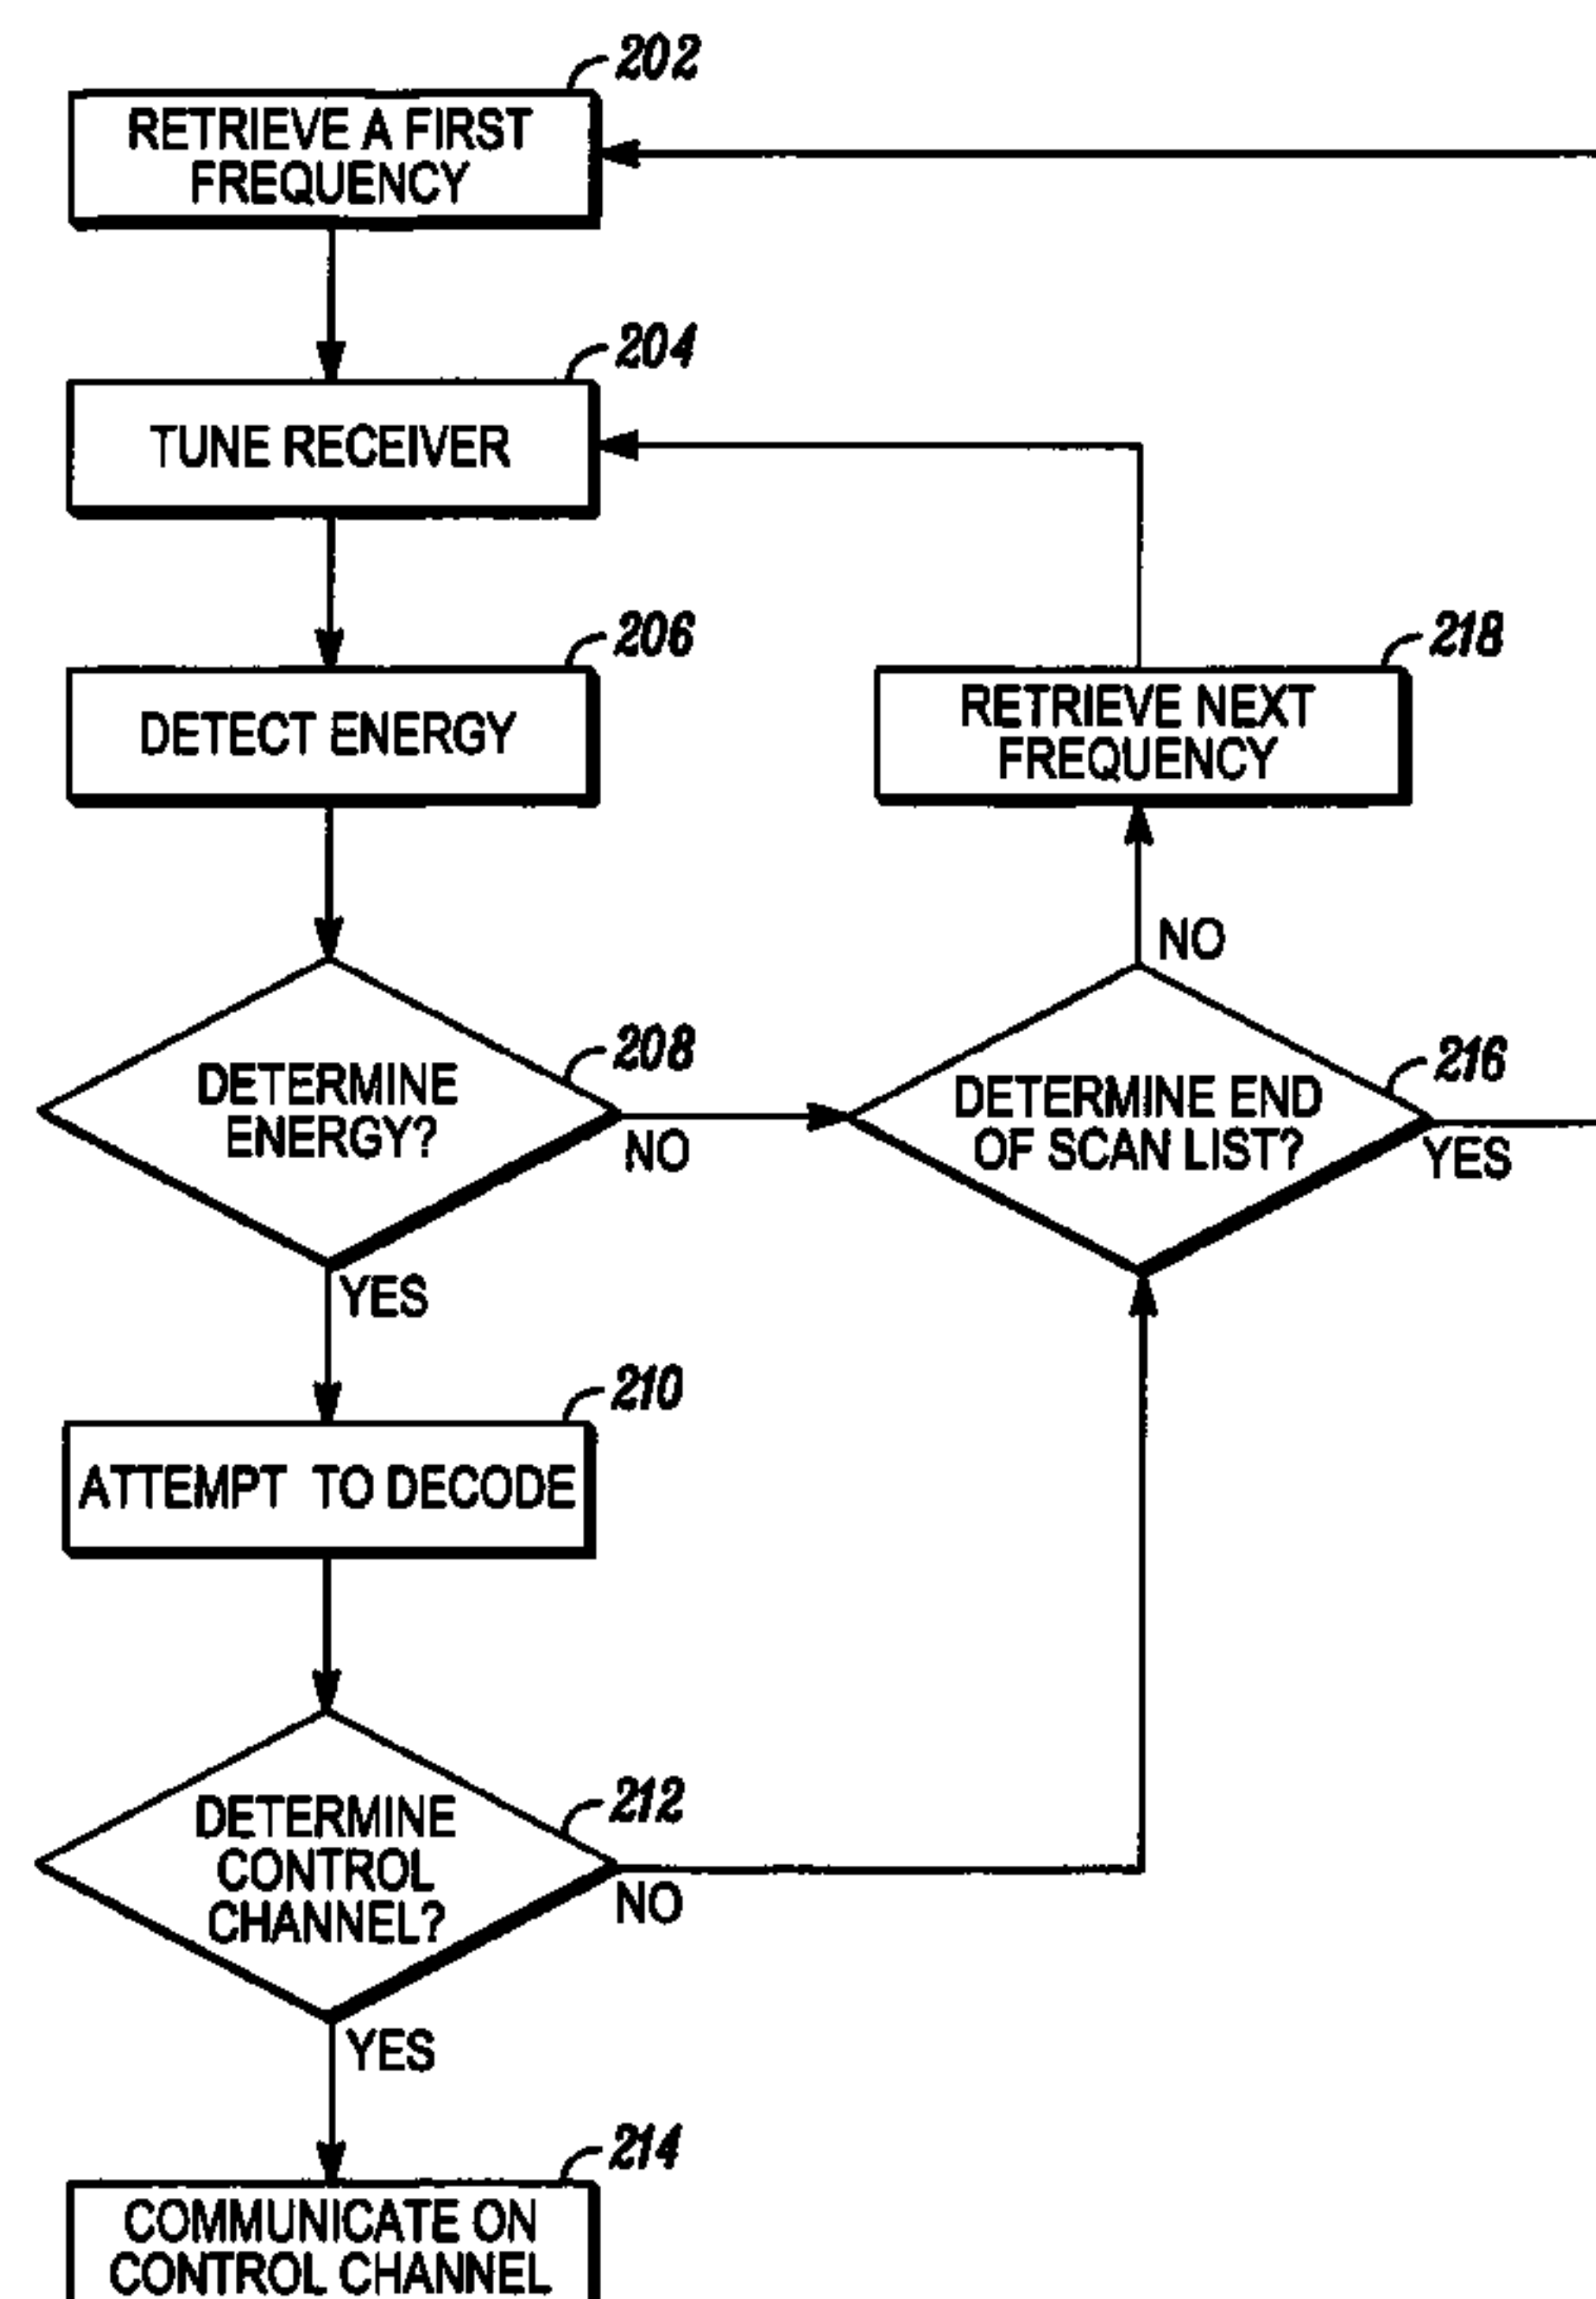 202
RETRIEVE A FIRST
FREQUENCY
204
TUNE RECEIVER
206
DETECT ENERGY
218
RETRIEVE NEXT
FREQUENCY
NO
208
DETERMINE
ENERGY?
NO
YES
216
DETERMINE END
OF SCAN LIST?
YES
210
ATTEMPT TO DECODE
212
DETERMINE
CONTROL
CHANNEL?
NO
YES
214
COMMUNICATE ON
CONTROL CHANNEL